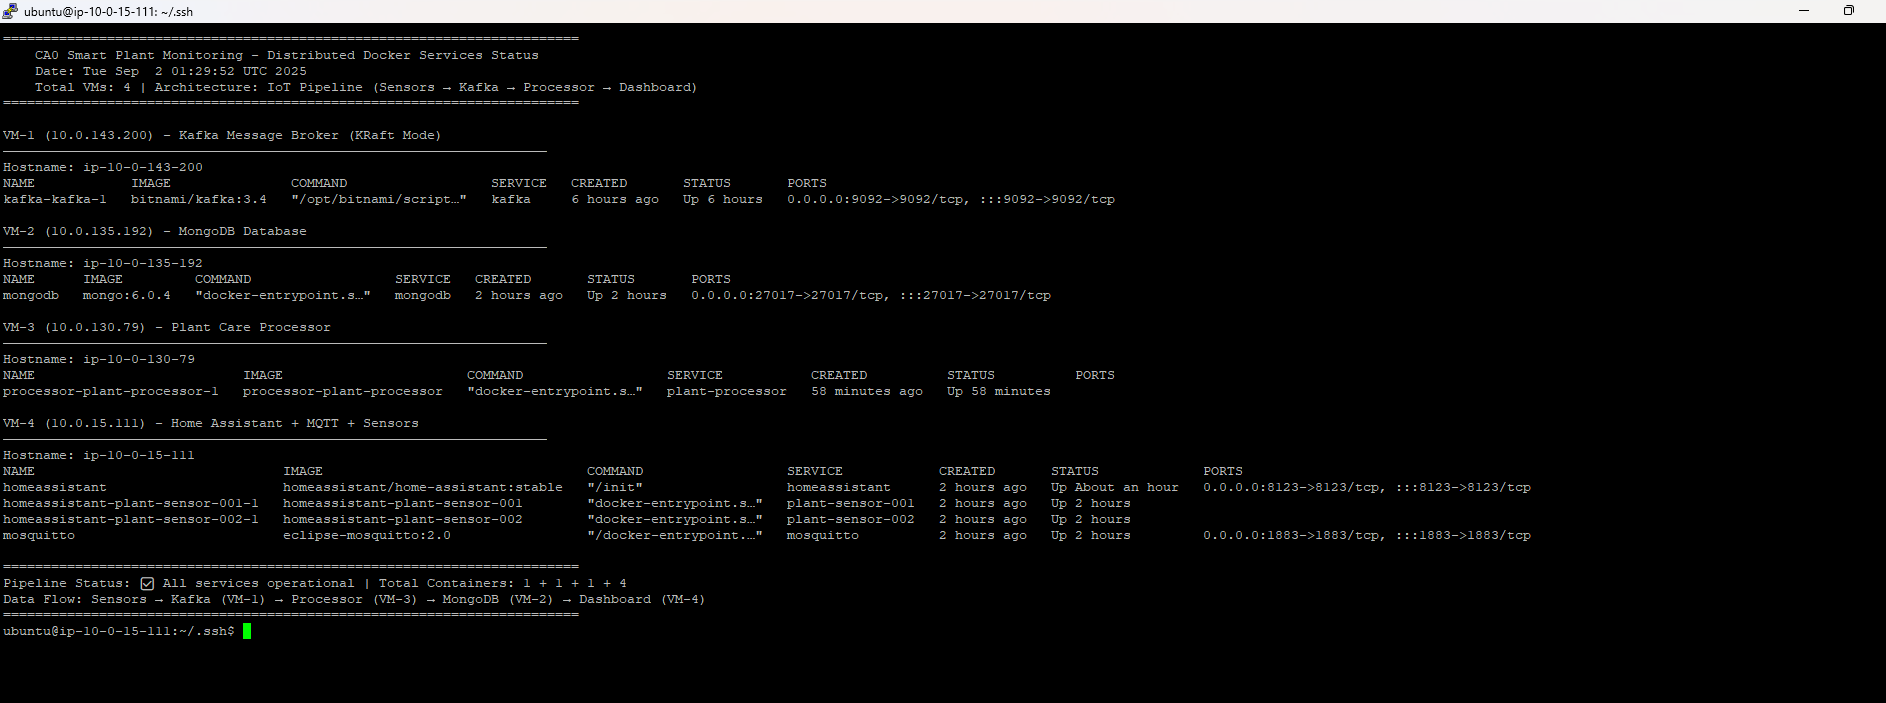 ubuntu@ip-10-0-15-111: ~/.ssh
========================================================================
CA0 Smart Plant Monitoring - Distributed Docker Services Status
Date: Tue Sep  2 01:29:52 UTC 2025
Total VMs: 4 | Architecture: IoT Pipeline (Sensors → Kafka → Processor → Dashboard)
========================================================================
VM-1 (10.0.143.200) - Kafka Message Broker (KRaft Mode)
Hostname: ip-10-0-143-200
NAME            IMAGE               COMMAND                  SERVICE   CREATED       STATUS       PORTS
kafka-kafka-1   bitnami/kafka:3.4   "/opt/bitnami/script…"   kafka     6 hours ago   Up 6 hours   0.0.0.0:9092->9092/tcp, :::9092->9092/tcp
VM-2 (10.0.135.192) - MongoDB Database
Hostname: ip-10-0-135-192
NAME      IMAGE         COMMAND                  SERVICE   CREATED       STATUS       PORTS
mongodb   mongo:6.0.4   "docker-entrypoint.s…"   mongodb   2 hours ago   Up 2 hours   0.0.0.0:27017->27017/tcp, :::27017->27017/tcp
VM-3 (10.0.130.79) - Plant Care Processor
Hostname: ip-10-0-130-79
NAME                          IMAGE                       COMMAND                  SERVICE           CREATED          STATUS          PORTS
processor-plant-processor-1   processor-plant-processor   "docker-entrypoint.s…"   plant-processor   58 minutes ago   Up 58 minutes
VM-4 (10.0.15.111) - Home Assistant + MQTT + Sensors
Hostname: ip-10-0-15-111
NAME                               IMAGE                                 COMMAND                  SERVICE            CREATED       STATUS             PORTS
homeassistant                      homeassistant/home-assistant:stable   "/init"                  homeassistant      2 hours ago   Up About an hour   0.0.0.0:8123->8123/tcp, :::8123->8123/tcp
homeassistant-plant-sensor-001-1   homeassistant-plant-sensor-001        "docker-entrypoint.s…"   plant-sensor-001   2 hours ago   Up 2 hours
homeassistant-plant-sensor-002-1   homeassistant-plant-sensor-002        "docker-entrypoint.s…"   plant-sensor-002   2 hours ago   Up 2 hours
mosquitto                          eclipse-mosquitto:2.0                 "/docker-entrypoint.…"   mosquitto          2 hours ago   Up 2 hours         0.0.0.0:1883->1883/tcp, :::1883->1883/tcp
========================================================================
Pipeline Status: ☑ All services operational | Total Containers: 1 + 1 + 1 + 4
Data Flow: Sensors → Kafka (VM-1) → Processor (VM-3) → MongoDB (VM-2) → Dashboard (VM-4)
========================================================================
ubuntu@ip-10-0-15-111:~/.ssh$